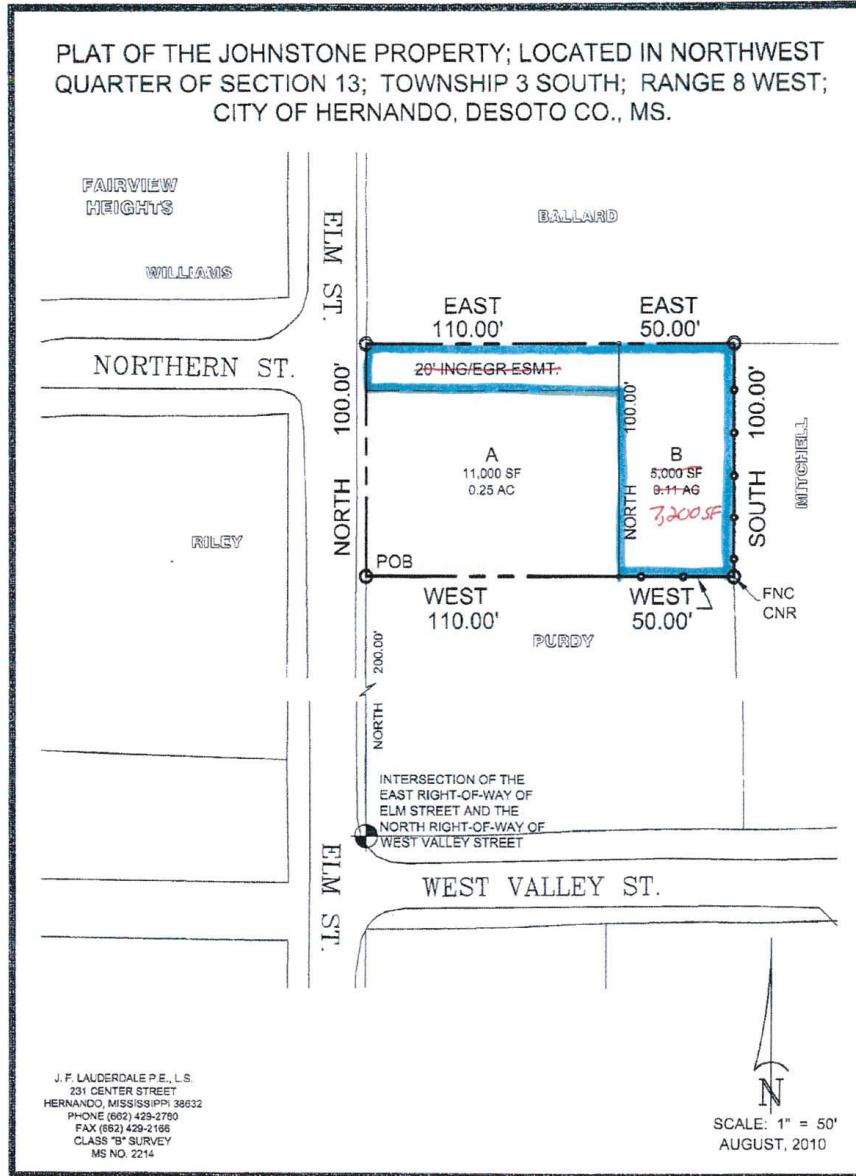 PLAT OF THE JOHNSTONE PROPERTY; LOCATED IN NORTHWEST
QUARTER OF SECTION 13; TOWNSHIP 3 SOUTH; RANGE 8 WEST;
CITY OF HERNANDO, DESOTO CO., MS.
FAIRVIEW
HEIGHTS
WILLIAMS
ELM ST.
BALLARD
NORTHERN ST.
EAST
110.00'
EAST
50.00'
20' ING/EGR ESMT.
NORTH 100.00'
A
11,000 SF
0.25 AC
NORTH 100.00'
B
5,000 SF
0.11 AC
7,200 SF
SOUTH 100.00'
MITCHELL
RILEY
POB
WEST
110.00'
WEST
50.00'
FNC
CNR
PURDY
NORTH 200.00'
INTERSECTION OF THE
EAST RIGHT-OF-WAY OF
ELM STREET AND THE
NORTH RIGHT-OF-WAY OF
WEST VALLEY STREET
ELM ST.
WEST VALLEY ST.
J. F. LAUDERDALE P.E., L.S.
231 CENTER STREET
HERNANDO, MISSISSIPPI 38632
PHONE (662) 429-2760
FAX (662) 429-2166
CLASS "B" SURVEY
MS NO. 2214
N
SCALE: 1" = 50'
AUGUST, 2010